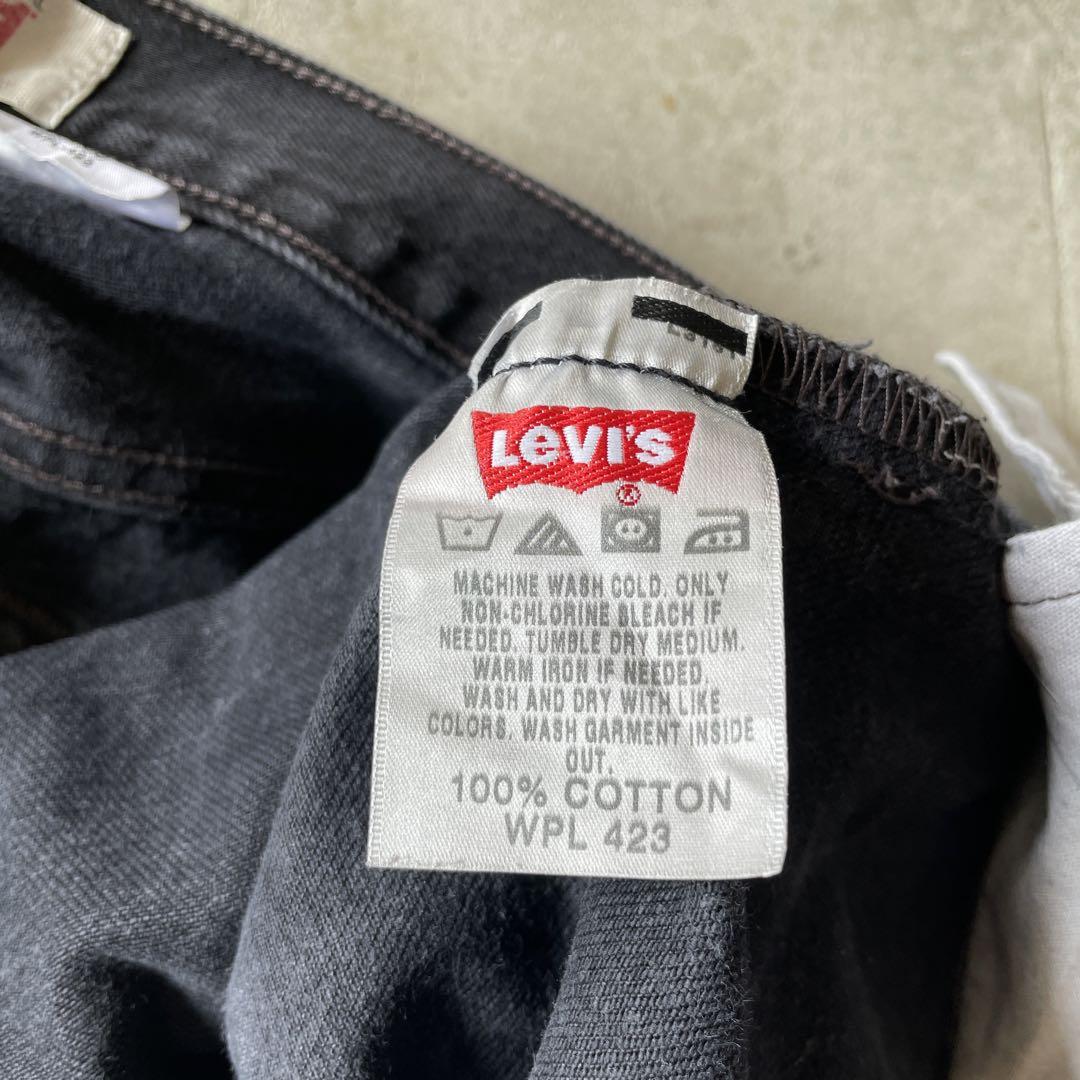 LEVI'S
®
MACHINE WASH COLD. ONLY
NON-CHLORINE BLEACH IF
NEEDED. TUMBLE DRY MEDIUM.
WARM IRON IF NEEDED.
WASH AND DRY WITH LIKE
COLORS. WASH GARMENT INSIDE
OUT.
100% COTTON
WPL 423